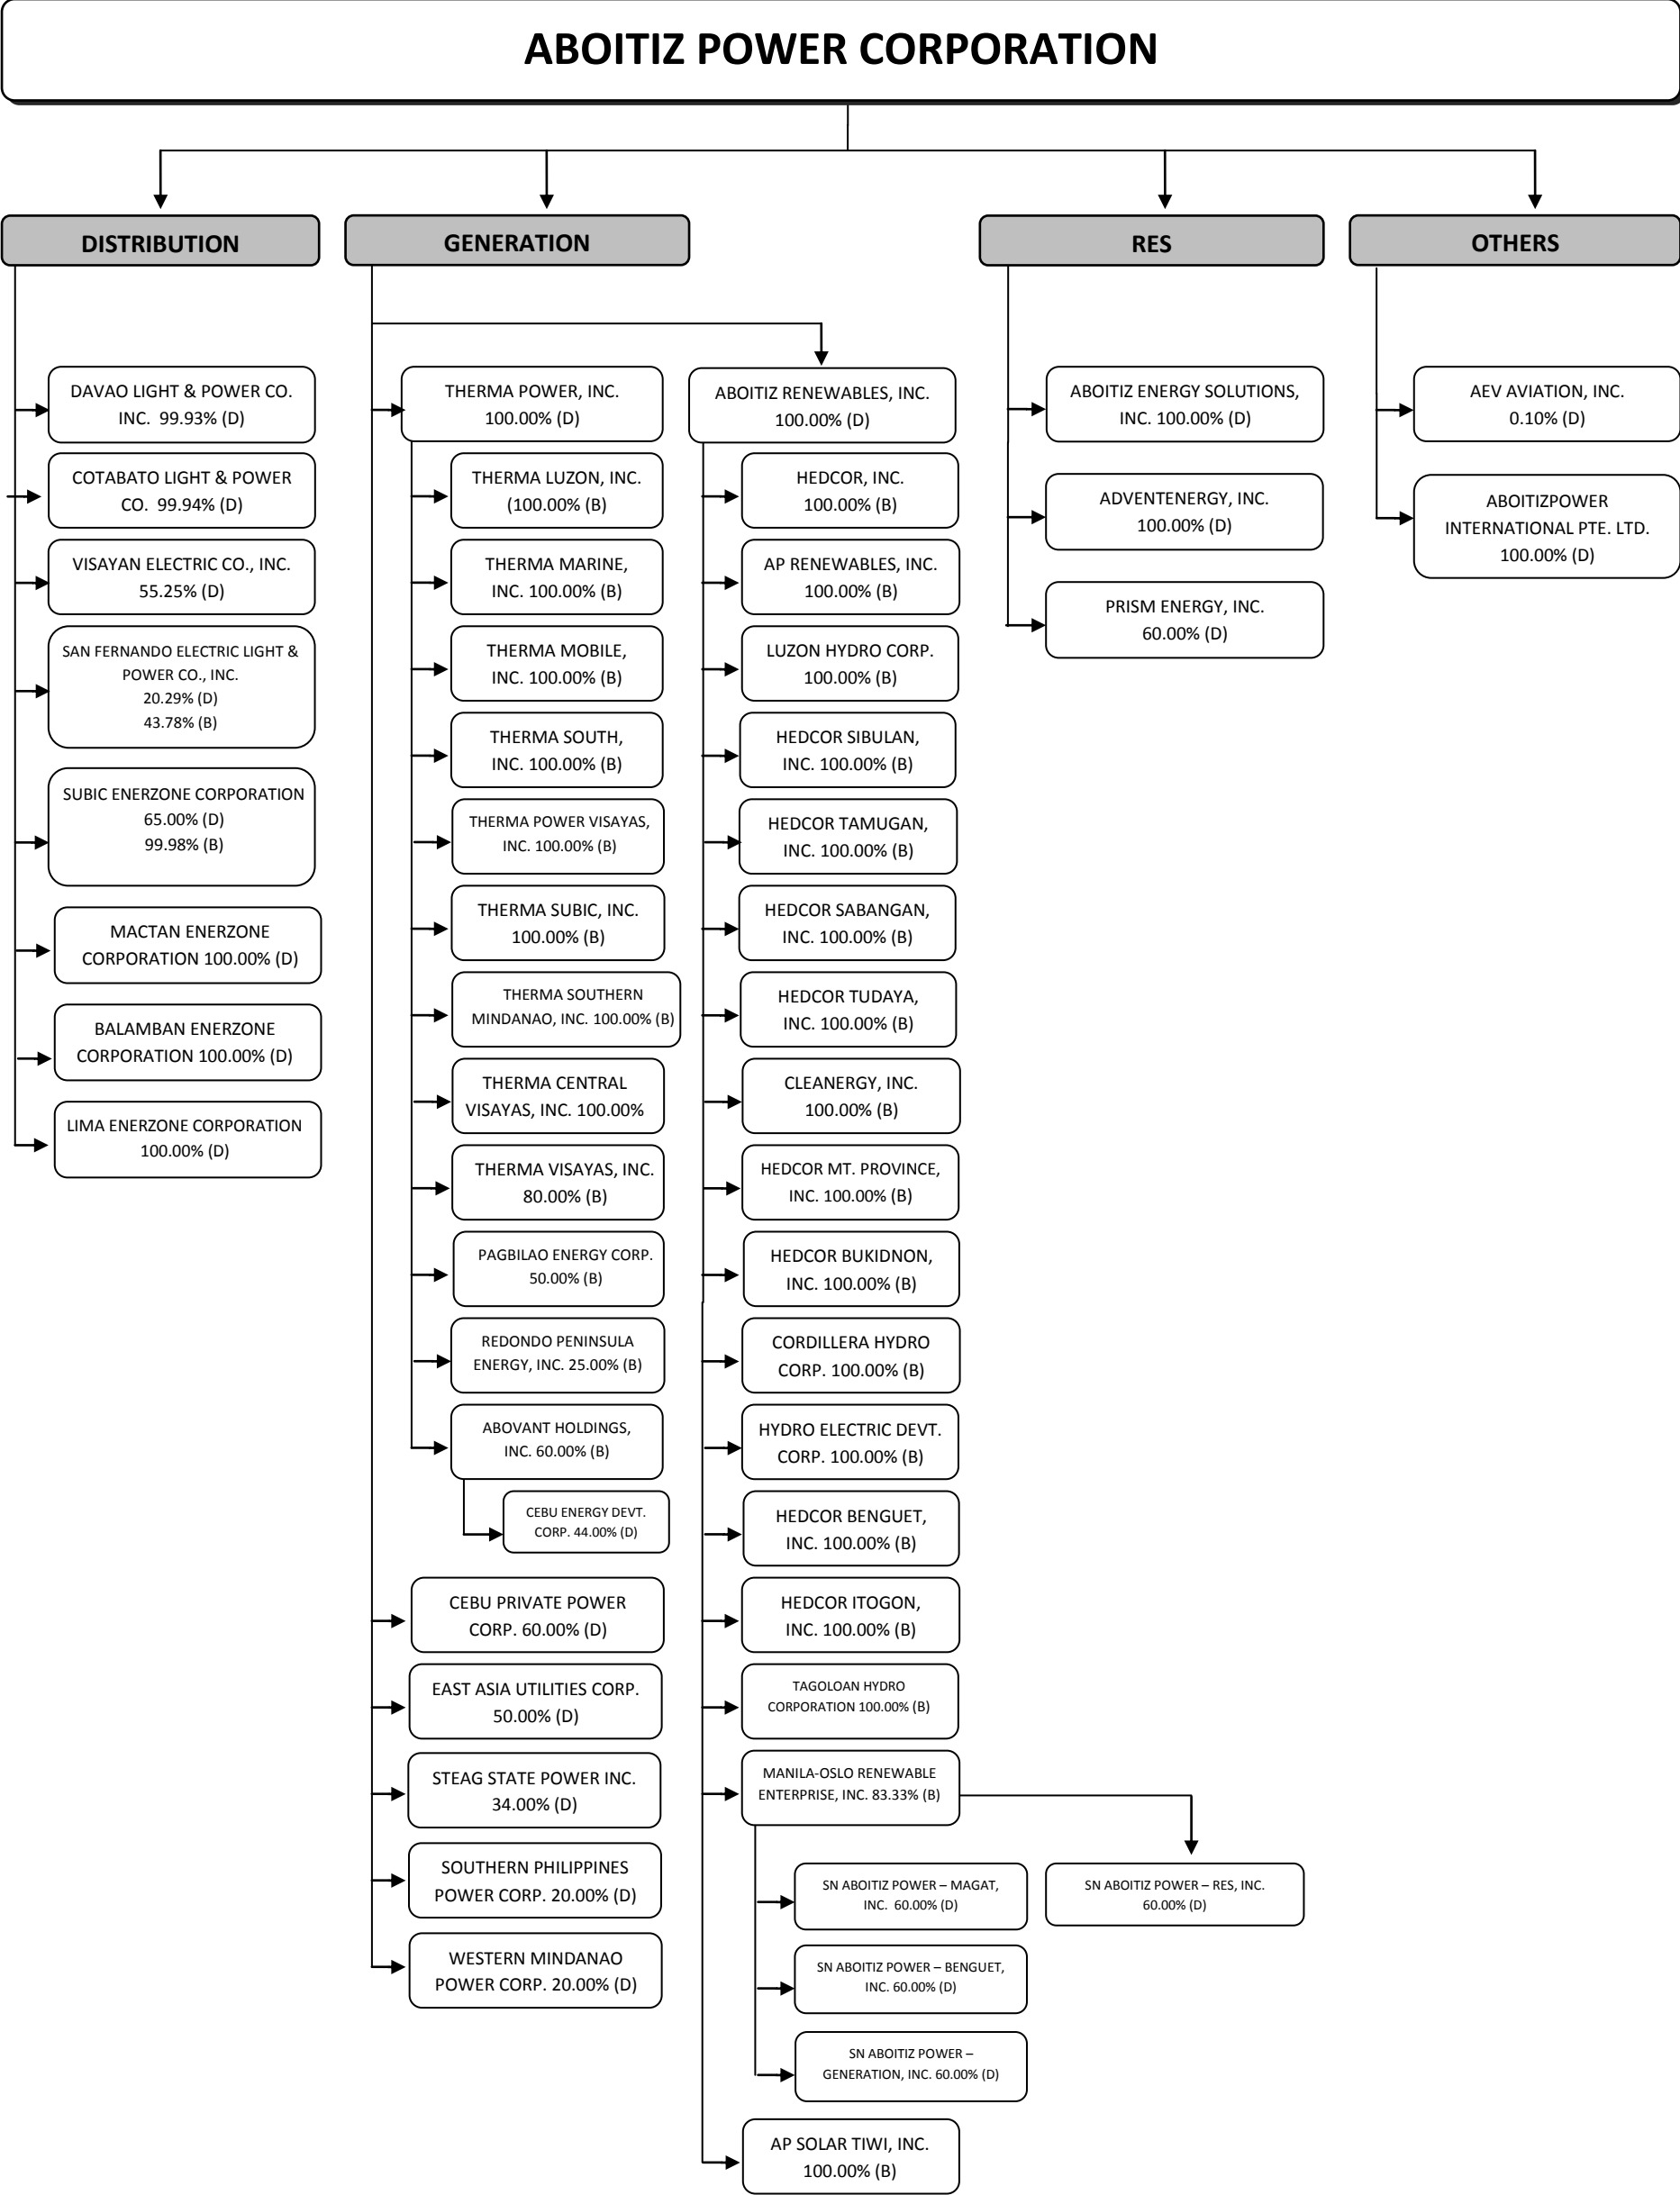 ABOITIZ POWER CORPORATION
DISTRIBUTION
DAVAO LIGHT & POWER CO.
INC. 99.93% (D)
COTABATO LIGHT & POWER
CO. 99.94% (D)
VISAYAN ELECTRIC CO., INC.
55.25% (D)
SAN FERNANDO ELECTRIC LIGHT &
POWER CO., INC.
20.29% (D)
43.78% (B)
SUBIC ENERZONE CORPORATION
65.00% (D)
99.98% (B)
MACTAN ENERZONE
CORPORATION 100.00% (D)
BALAMBAN ENERZONE
CORPORATION 100.00% (D)
LIMA ENERZONE CORPORATION
100.00% (D)
GENERATION
THERMA POWER, INC.
100.00% (D)
THERMA LUZON, INC.
(100.00% (B)
THERMA MARINE,
INC. 100.00% (B)
THERMA MOBILE,
INC. 100.00% (B)
THERMA SOUTH,
INC. 100.00% (B)
THERMA POWER VISAYAS,
INC. 100.00% (B)
THERMA SUBIC, INC.
100.00% (B)
THERMA SOUTHERN
MINDANAO, INC. 100.00% (B)
THERMA CENTRAL
VISAYAS, INC. 100.00%
THERMA VISAYAS, INC.
80.00% (B)
PAGBILAO ENERGY CORP.
50.00% (B)
REDONDO PENINSULA
ENERGY, INC. 25.00% (B)
ABOVANT HOLDINGS,
INC. 60.00% (B)
CEBU ENERGY DEVT.
CORP. 44.00% (D)
CEBU PRIVATE POWER
CORP. 60.00% (D)
EAST ASIA UTILITIES CORP.
50.00% (D)
STEAG STATE POWER INC.
34.00% (D)
SOUTHERN PHILIPPINES
POWER CORP. 20.00% (D)
WESTERN MINDANAO
POWER CORP. 20.00% (D)
ABOITIZ RENEWABLES, INC.
100.00% (D)
HEDCOR, INC.
100.00% (B)
AP RENEWABLES, INC.
100.00% (B)
LUZON HYDRO CORP.
100.00% (B)
HEDCOR SIBULAN,
INC. 100.00% (B)
HEDCOR TAMUGAN,
INC. 100.00% (B)
HEDCOR SABANGAN,
INC. 100.00% (B)
HEDCOR TUDAYA,
INC. 100.00% (B)
CLEANERGY, INC.
100.00% (B)
HEDCOR MT. PROVINCE,
INC. 100.00% (B)
HEDCOR BUKIDNON,
INC. 100.00% (B)
CORDILLERA HYDRO
CORP. 100.00% (B)
HYDRO ELECTRIC DEVT.
CORP. 100.00% (B)
HEDCOR BENGUET,
INC. 100.00% (B)
HEDCOR ITOGON,
INC. 100.00% (B)
TAGOLOAN HYDRO
CORPORATION 100.00% (B)
MANILA-OSLO RENEWABLE
ENTERPRISE, INC. 83.33% (B)
SN ABOITIZ POWER – MAGAT,
INC. 60.00% (D)
SN ABOITIZ POWER – BENGUET,
INC. 60.00% (D)
SN ABOITIZ POWER –
GENERATION, INC. 60.00% (D)
SN ABOITIZ POWER – RES, INC.
60.00% (D)
AP SOLAR TIWI, INC.
100.00% (B)
RES
ABOITIZ ENERGY SOLUTIONS,
INC. 100.00% (D)
ADVENTENERGY, INC.
100.00% (D)
PRISM ENERGY, INC.
60.00% (D)
OTHERS
AEV AVIATION, INC.
0.10% (D)
ABOITIZPOWER
INTERNATIONAL PTE. LTD.
100.00% (D)